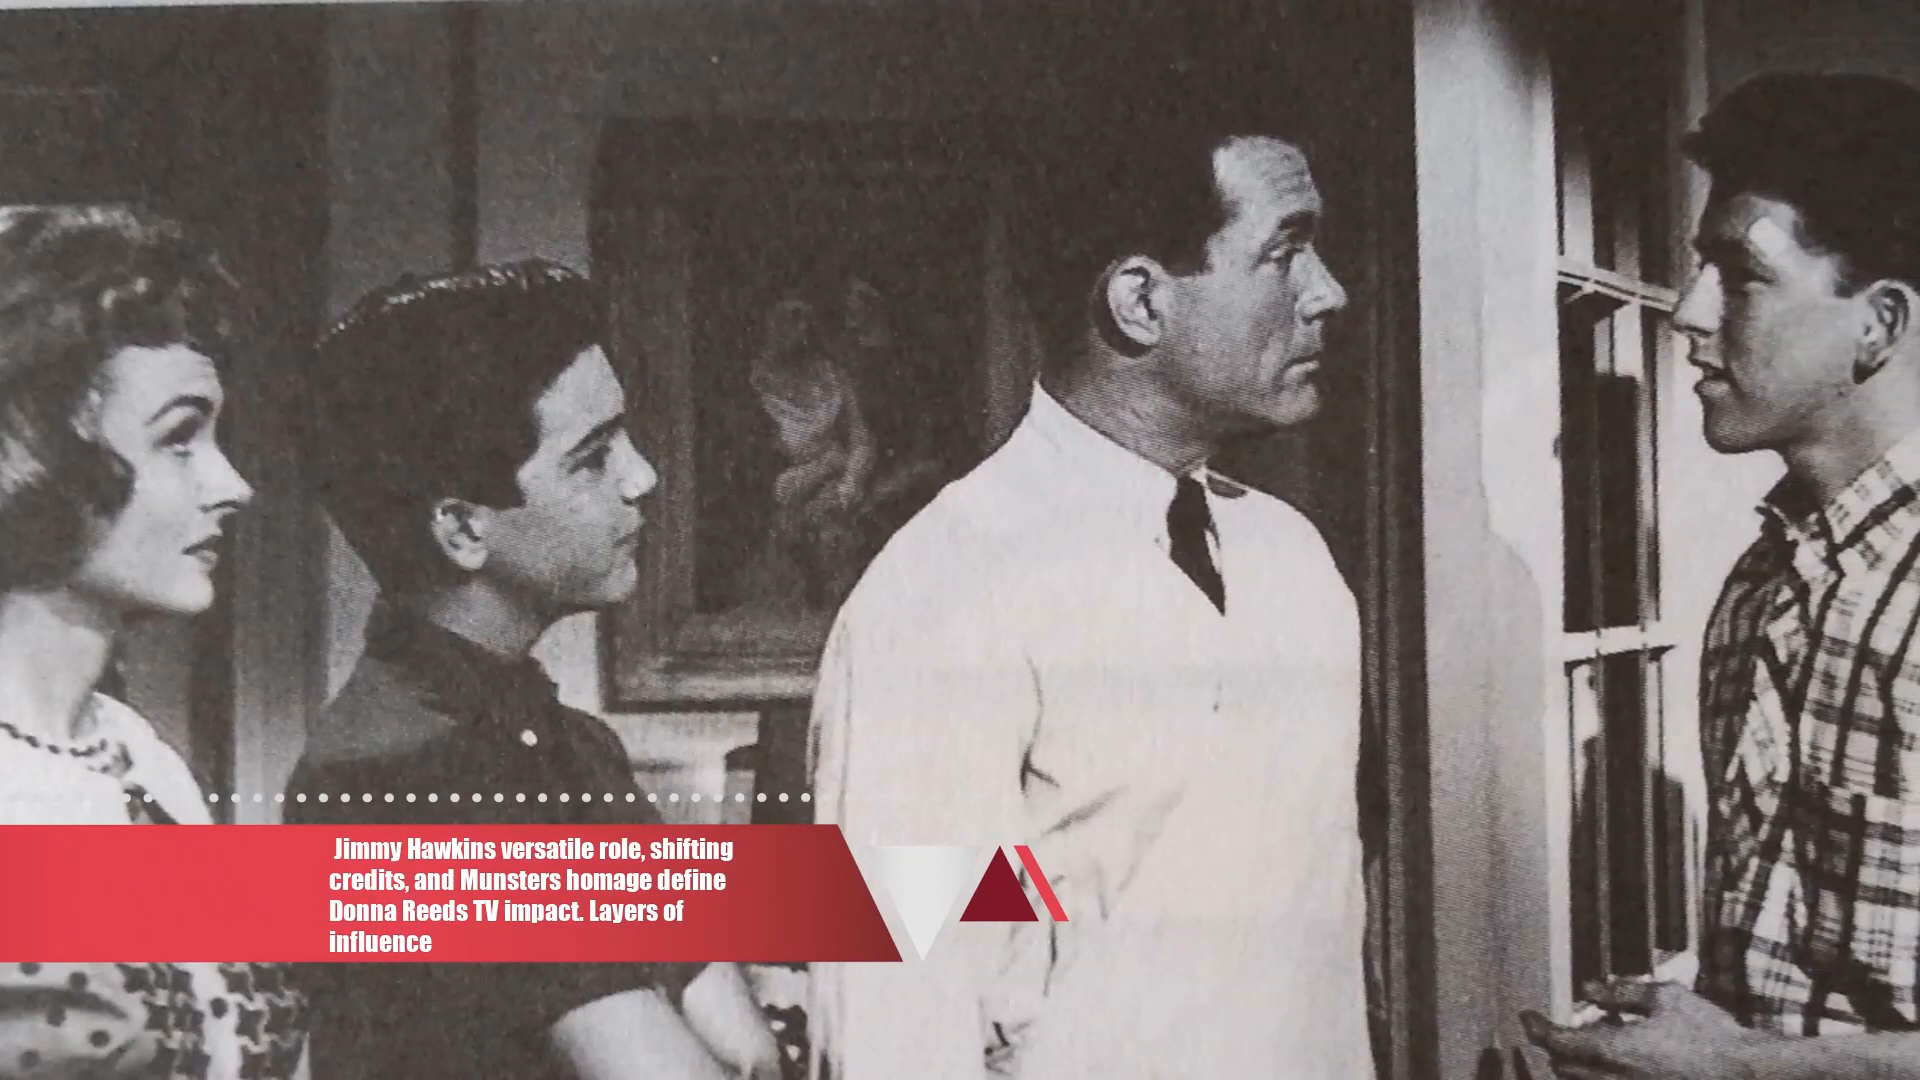 Jimmy Hawkins versatile role, shifting
credits, and Munsters homage define
Donna Reeds TV impact. Layers of
influence